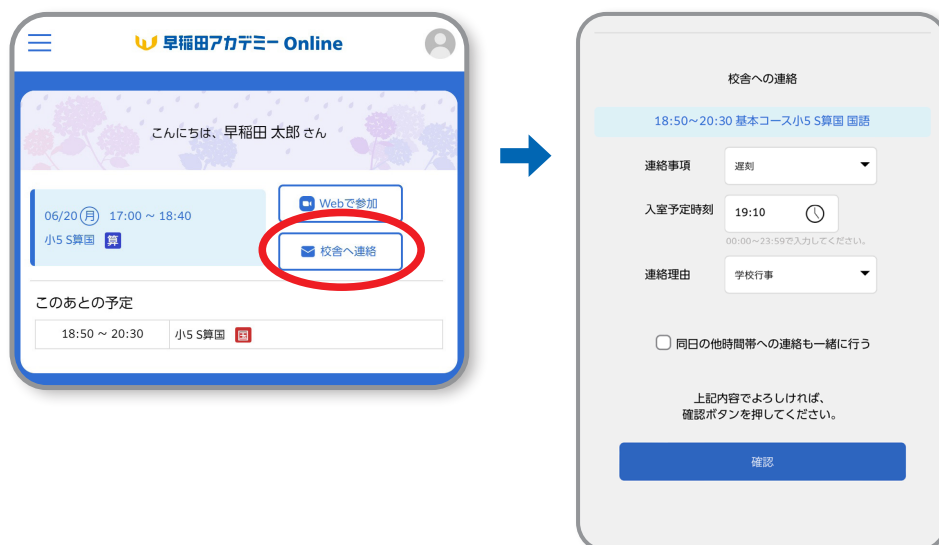 早稲田アカデミー Online
こんにちは、早稲田 太郎 さん
06/20 月 17:00 ~ 18:40
小5 S算国 算
Webで参加
校舎へ連絡
このあとの予定
18:50 ~ 20:30 小5 S算国 国
校舎への連絡
18:50~20:30 基本コース小5 S算国 国語
連絡事項 遅刻
入室予定時刻 19:10
00:00~23:59で入力してください。
連絡理由 学校行事
同日の他時間帯への連絡も一緒に行う
上記内容でよろしければ、
確認ボタンを押してください。
確認